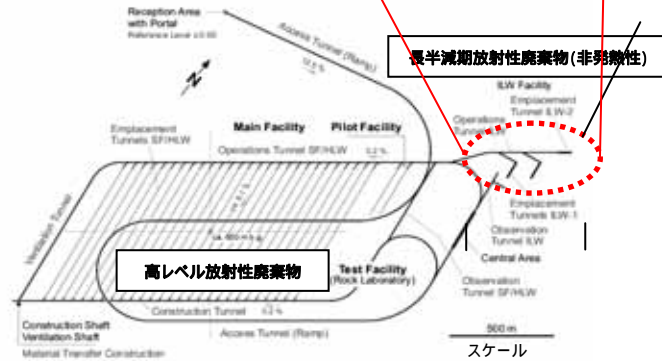 Reception Area
with Portal
Reference Level ±0.00
Access Tunnel (Ramp)
12.5 %
N
長半減期放射性廃棄物(非発熱性)
ILW Facility
Emplacement
Tunnel ILW-2
Operations
Emplacement
Tunnels SF/HLW
Main Facility
Pilot Facility
Operations Tunnel SF/HLW
0.2 %
Emplacement
Tunnels ILW-1
Observation
Tunnel ILW
Central Area
Ventilation Tunnel
高レベル放射性廃棄物
Test Facility
(Rock Laboratory)
Observation
Tunnel SF/HLW
Construction Tunnel
0.2 %
Construction Shaft
Ventilation Shaft
Material Transfer Construction
Access Tunnel (Ramp)
500 m
スケール